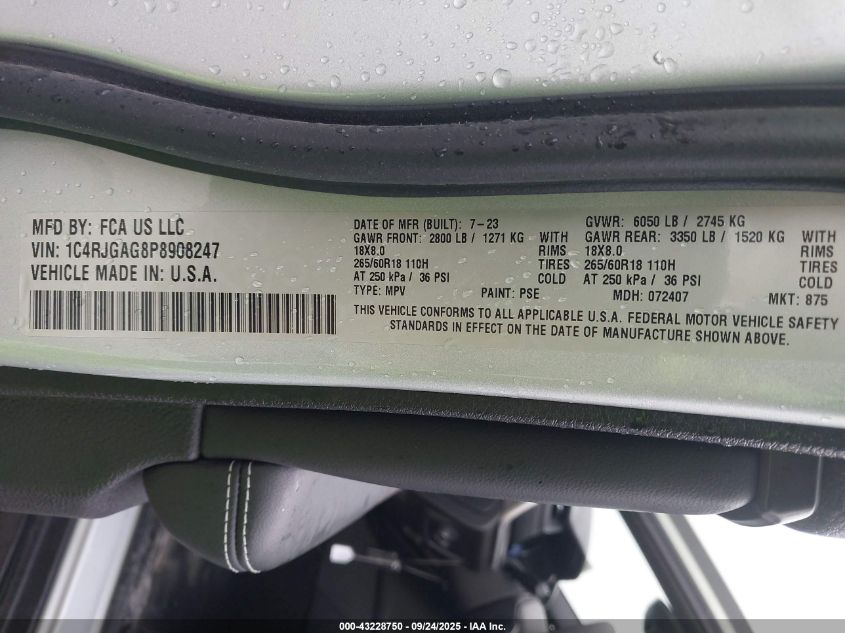 MFD BY: FCA US LLC
VIN: 1C4RJGAG8P8908247
VEHICLE MADE IN: U.S.A.
DATE OF MFR (BUILT): 7-23
GAWR FRONT: 2800 LB / 1271 KG WITH
18X8.0 RIMS
265/60R18 110H TIRES
AT 250 kPa / 36 PSI COLD
TYPE: MPV PAINT: PSE
GVWR: 6050 LB / 2745 KG
GAWR REAR: 3350 LB / 1520 KG WITH
18X8.0 RIMS
265/60R18 110H TIRES
AT 250 kPa / 36 PSI COLD
MDH: 072407 MKT: 875
THIS VEHICLE CONFORMS TO ALL APPLICABLE U.S.A. FEDERAL MOTOR VEHICLE SAFETY
STANDARDS IN EFFECT ON THE DATE OF MANUFACTURE SHOWN ABOVE.
000-43228750 / 09/24/2025 / IAA Inc.